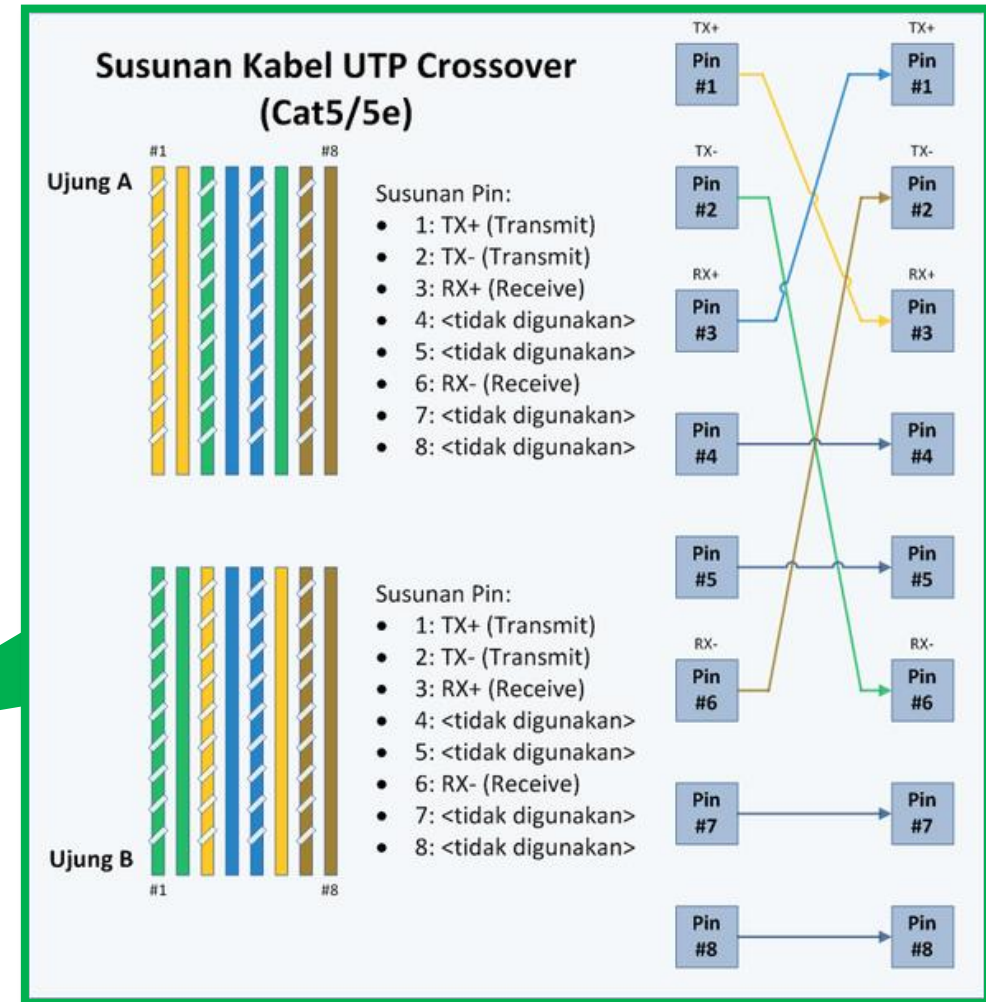 Susunan Kabel UTP Crossover
(Cat5/5e)
#1 #8
Ujung A
Susunan Pin:
• 1: TX+ (Transmit)
• 2: TX- (Transmit)
• 3: RX+ (Receive)
• 4: <tidak digunakan>
• 5: <tidak digunakan>
• 6: RX- (Receive)
• 7: <tidak digunakan>
• 8: <tidak digunakan>
Susunan Pin:
• 1: TX+ (Transmit)
• 2: TX- (Transmit)
• 3: RX+ (Receive)
• 4: <tidak digunakan>
• 5: <tidak digunakan>
• 6: RX- (Receive)
• 7: <tidak digunakan>
• 8: <tidak digunakan>
Ujung B
#1 #8
TX+ TX+
Pin Pin
#1 #1
TX- TX-
Pin Pin
#2 #2
RX+ RX+
Pin Pin
#3 #3
Pin Pin
#4 #4
Pin Pin
#5 #5
RX- RX-
Pin Pin
#6 #6
Pin Pin
#7 #7
Pin Pin
#8 #8